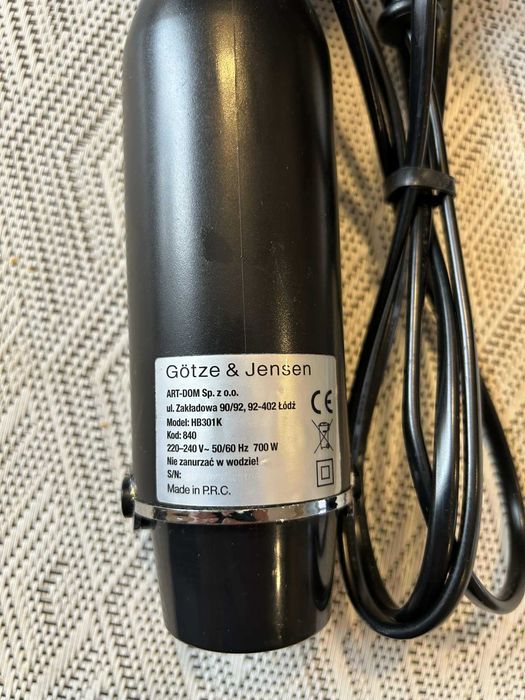 Götze & Jensen
ART-DOM Sp. z o.o.
ul. Zakładowa 90/92, 92-402 Łódź
Model: HB301K
Kod: 840
220–240 V~ 50/60 Hz 700 W
Nie zanurzać w wodzie!
S/N:
Made in P.R.C.
CE